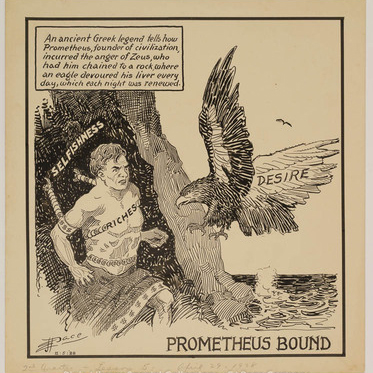 An ancient Greek legend tells how
Prometheus, founder of civilization,
incurred the anger of Zeus, who
had him chained to a rock, where
an eagle devoured his liver every
day, which each night was renewed.
SELFISHNESS
RICHES
DESIRE
Pace
PROMETHEUS BOUND